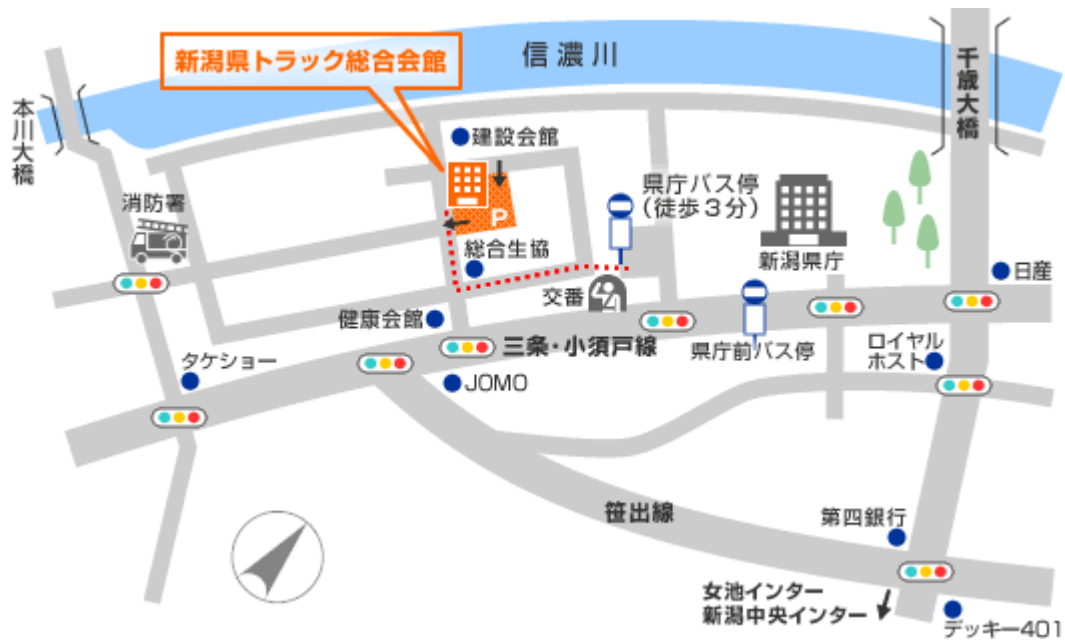 新潟県トラック総合会館
信濃川
千歳大橋
本川大橋
建設会館
消防署
県庁バス停
(徒歩3分)
P
総合生協
新潟県庁
日産
交番
健康会館
三条・小須戸線
県庁前バス停
ロイヤル
ホスト
タケショー
JOMO
笹出線
第四銀行
女池インター
新潟中央インター
デッキー401